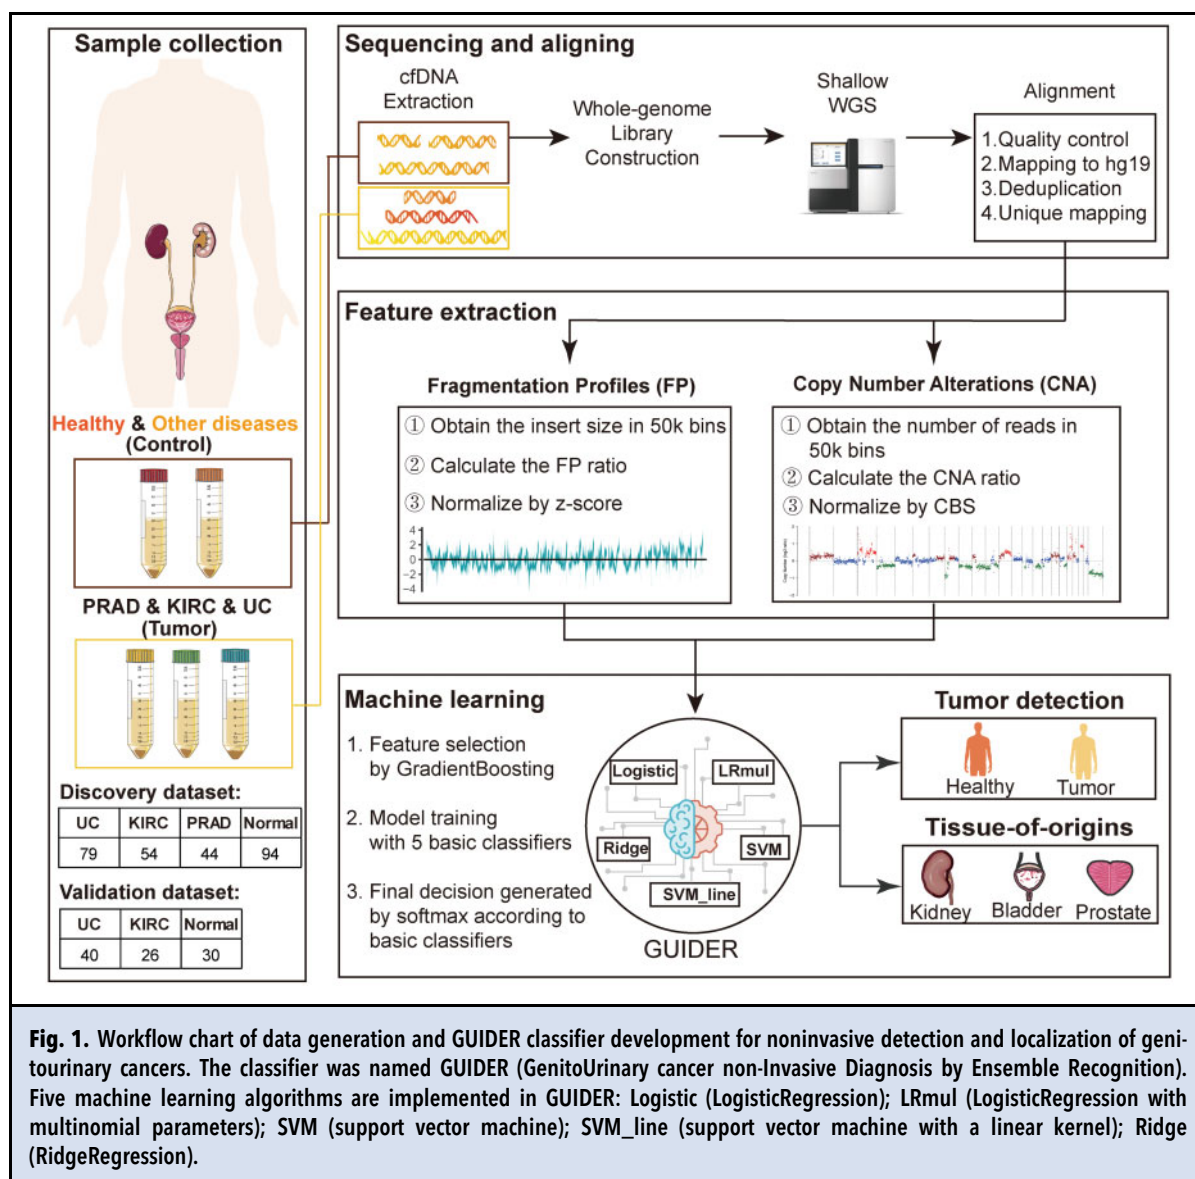 Sample collection
Healthy & Other diseases
(Control)
PRAD & KIRC & UC
(Tumor)
Discovery dataset:
UC KIRC PRAD Normal
79 54 44 94
Validation dataset:
UC KIRC Normal
40 26 30
Sequencing and aligning
cfDNA
Extraction
Whole-genome
Library
Construction
Shallow
WGS
Alignment
1.Quality control
2.Mapping to hg19
3.Deduplication
4.Unique mapping
Feature extraction
Fragmentation Profiles (FP)
① Obtain the insert size in 50k bins
② Calculate the FP ratio
③ Normalize by z-score
4
2
0
−2
−4
Copy Number Alterations (CNA)
① Obtain the number of reads in
50k bins
② Calculate the CNA ratio
③ Normalize by CBS
Machine learning
1. Feature selection
by GradientBoosting
2. Model training
with 5 basic classifiers
3. Final decision generated
by softmax according to
basic classifiers
Logistic
LRmul
Ridge
SVM
SVM_line
GUIDER
Tumor detection
Healthy
Tumor
Tissue-of-origins
Kidney
Bladder
Prostate
Fig. 1. Workflow chart of data generation and GUIDER classifier development for noninvasive detection and localization of geni-
tourinary cancers. The classifier was named GUIDER (GenitoUrinary cancer non-Invasive Diagnosis by Ensemble Recognition).
Five machine learning algorithms are implemented in GUIDER: Logistic (LogisticRegression); LRmul (LogisticRegression with
multinomial parameters); SVM (support vector machine); SVM_line (support vector machine with a linear kernel); Ridge
(RidgeRegression).